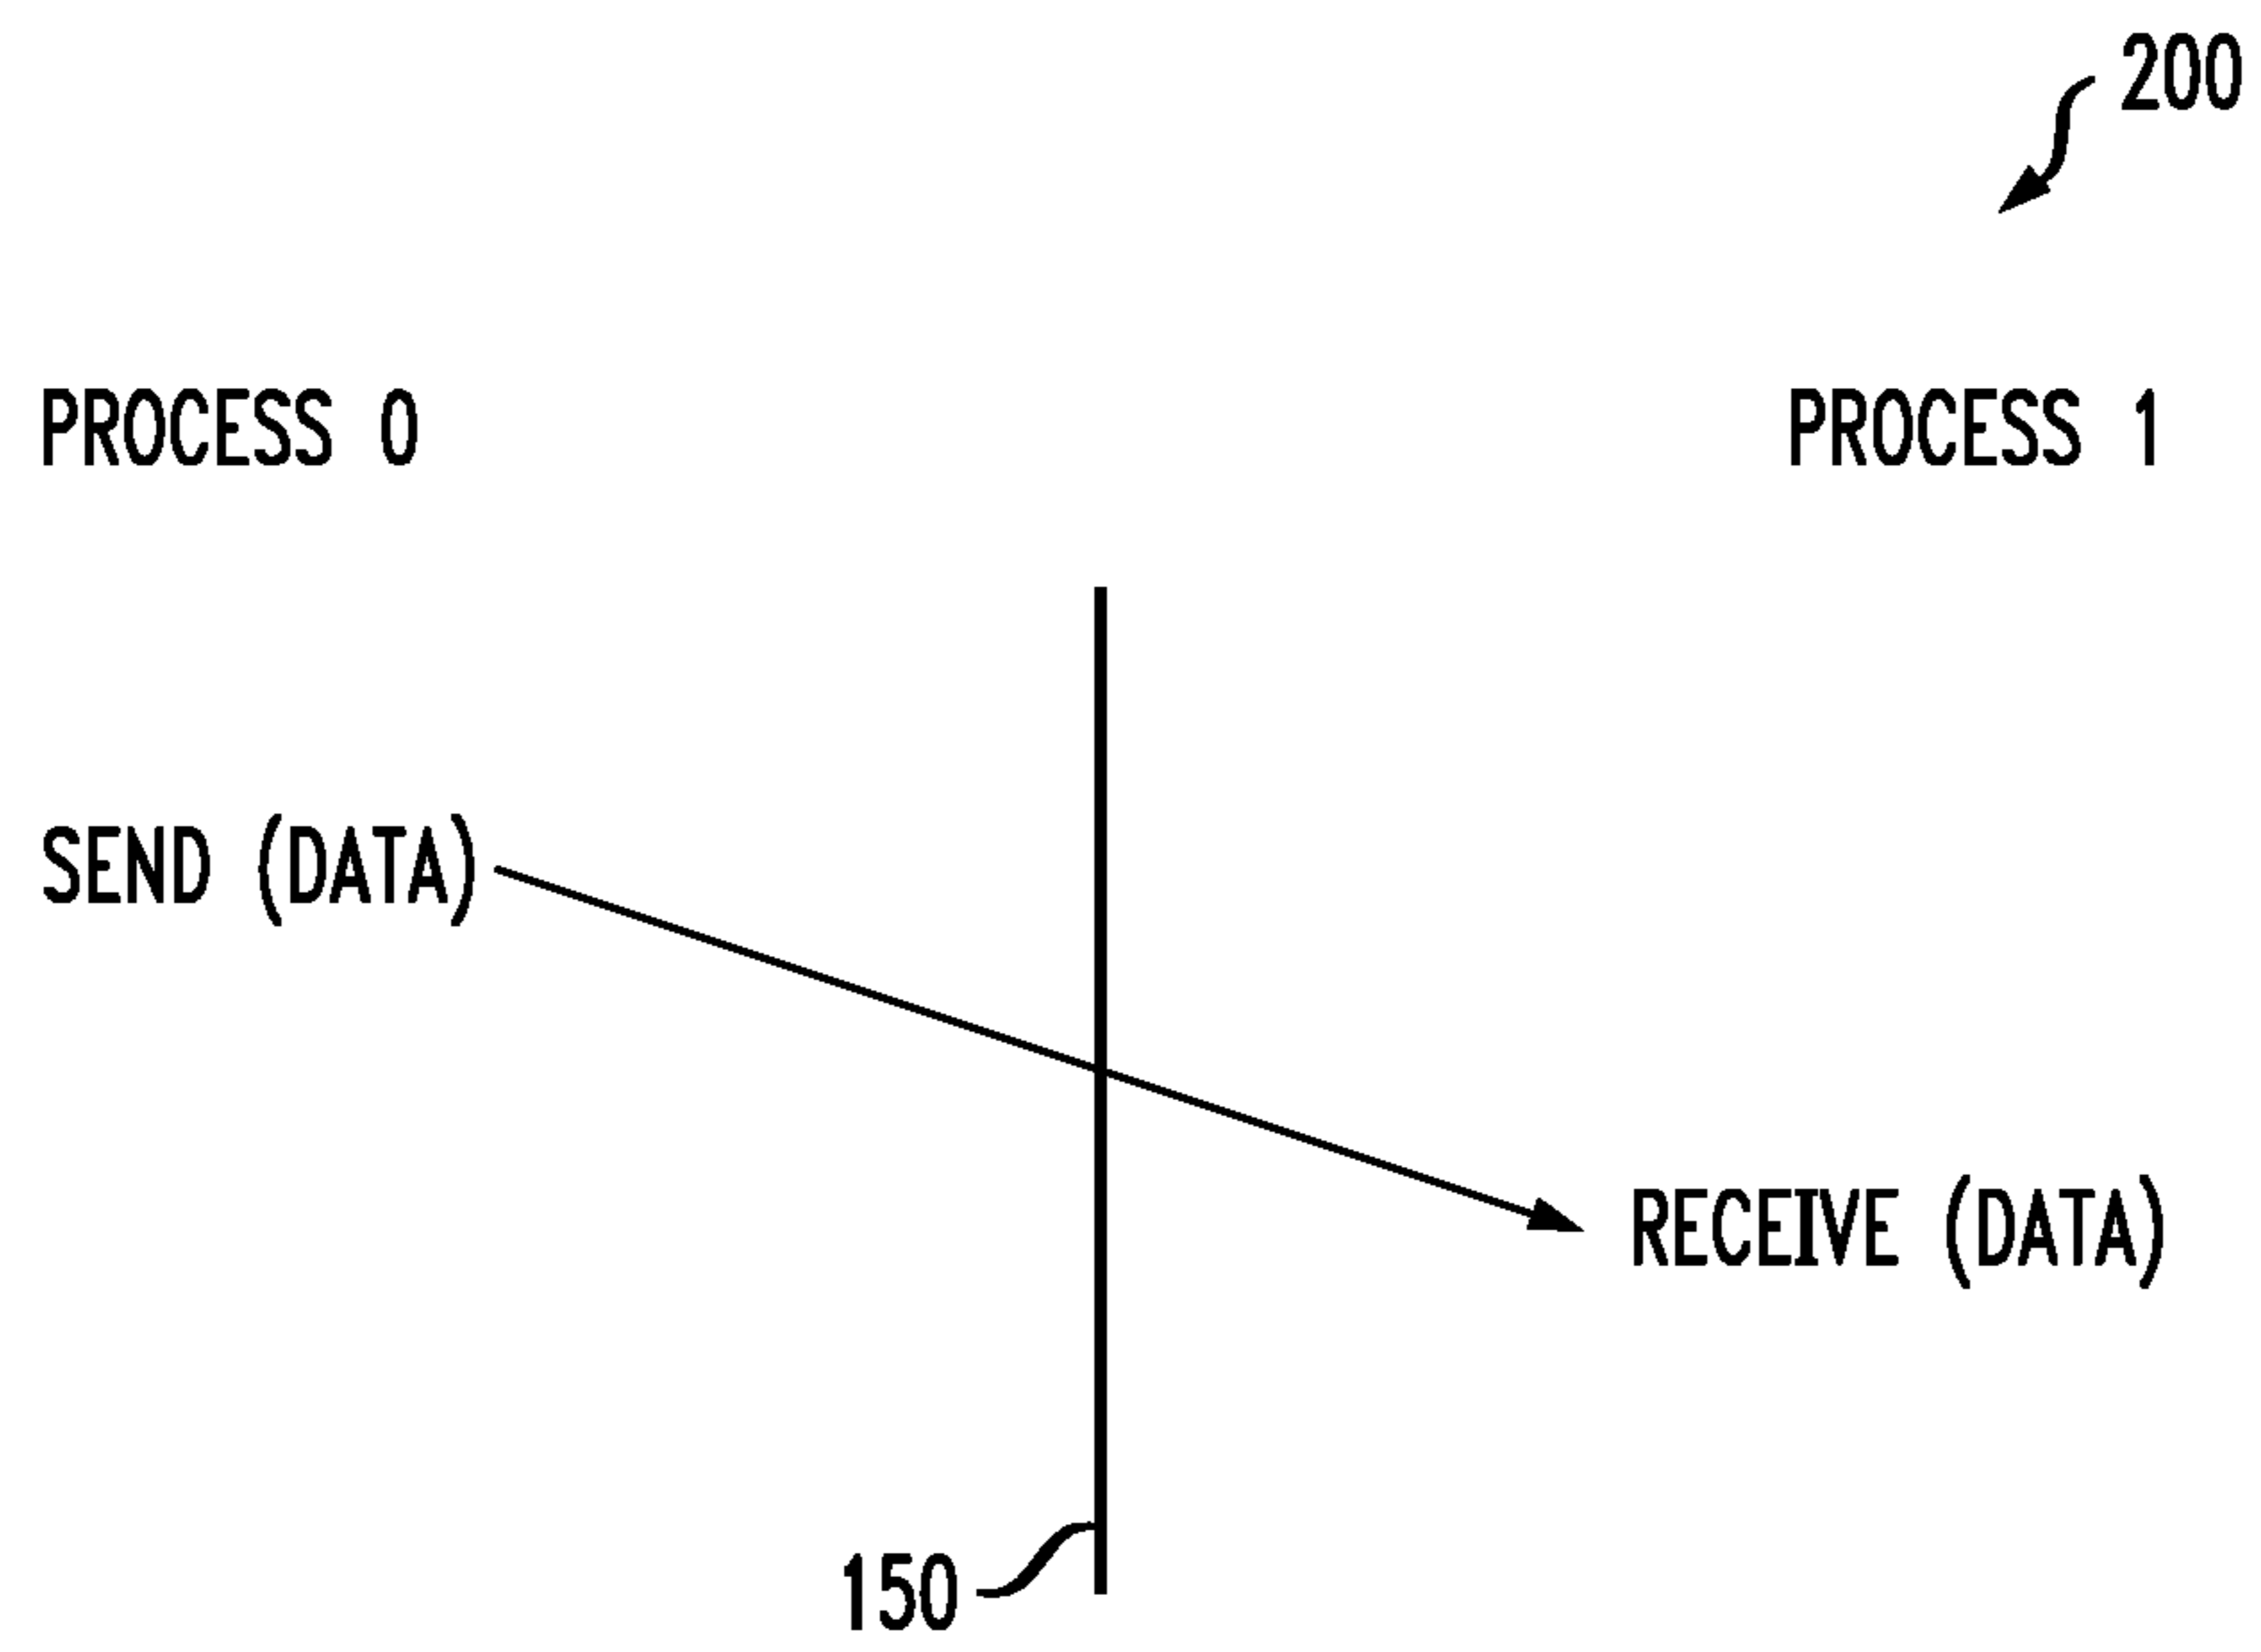 200
PROCESS 0
PROCESS 1
SEND (DATA)
RECEIVE (DATA)
150